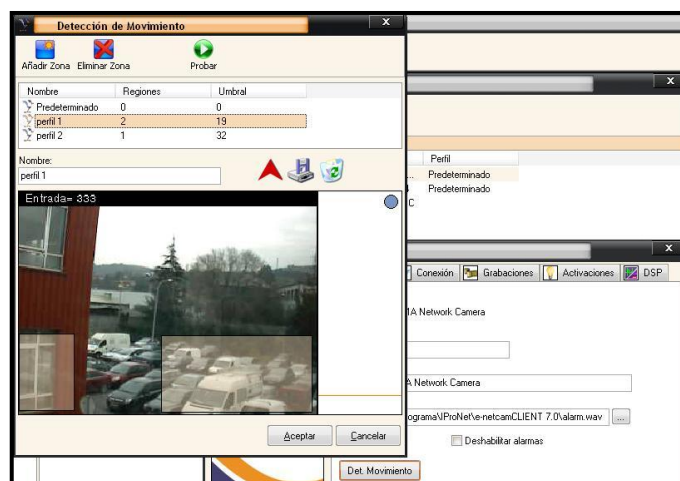 Detección de Movimiento
X
Añadir Zona
Eliminar Zona
Probar
Nombre Regiones Umbral
Predeterminado 0 0
perfil 1 2 19
perfil 2 1 32
Nombre:
perfil 1
Entrada= 333
Aceptar
Cancelar
X
Perfil
... Predeterminado
Predeterminado
C
X
Conexión
Grabaciones
Activaciones
DSP
Network Camera
Network Camera
ograma\IProNet\e-netcamCLIENT 7.0\alarm.wav
...
Deshabilitar alarmas
Det. Movimiento